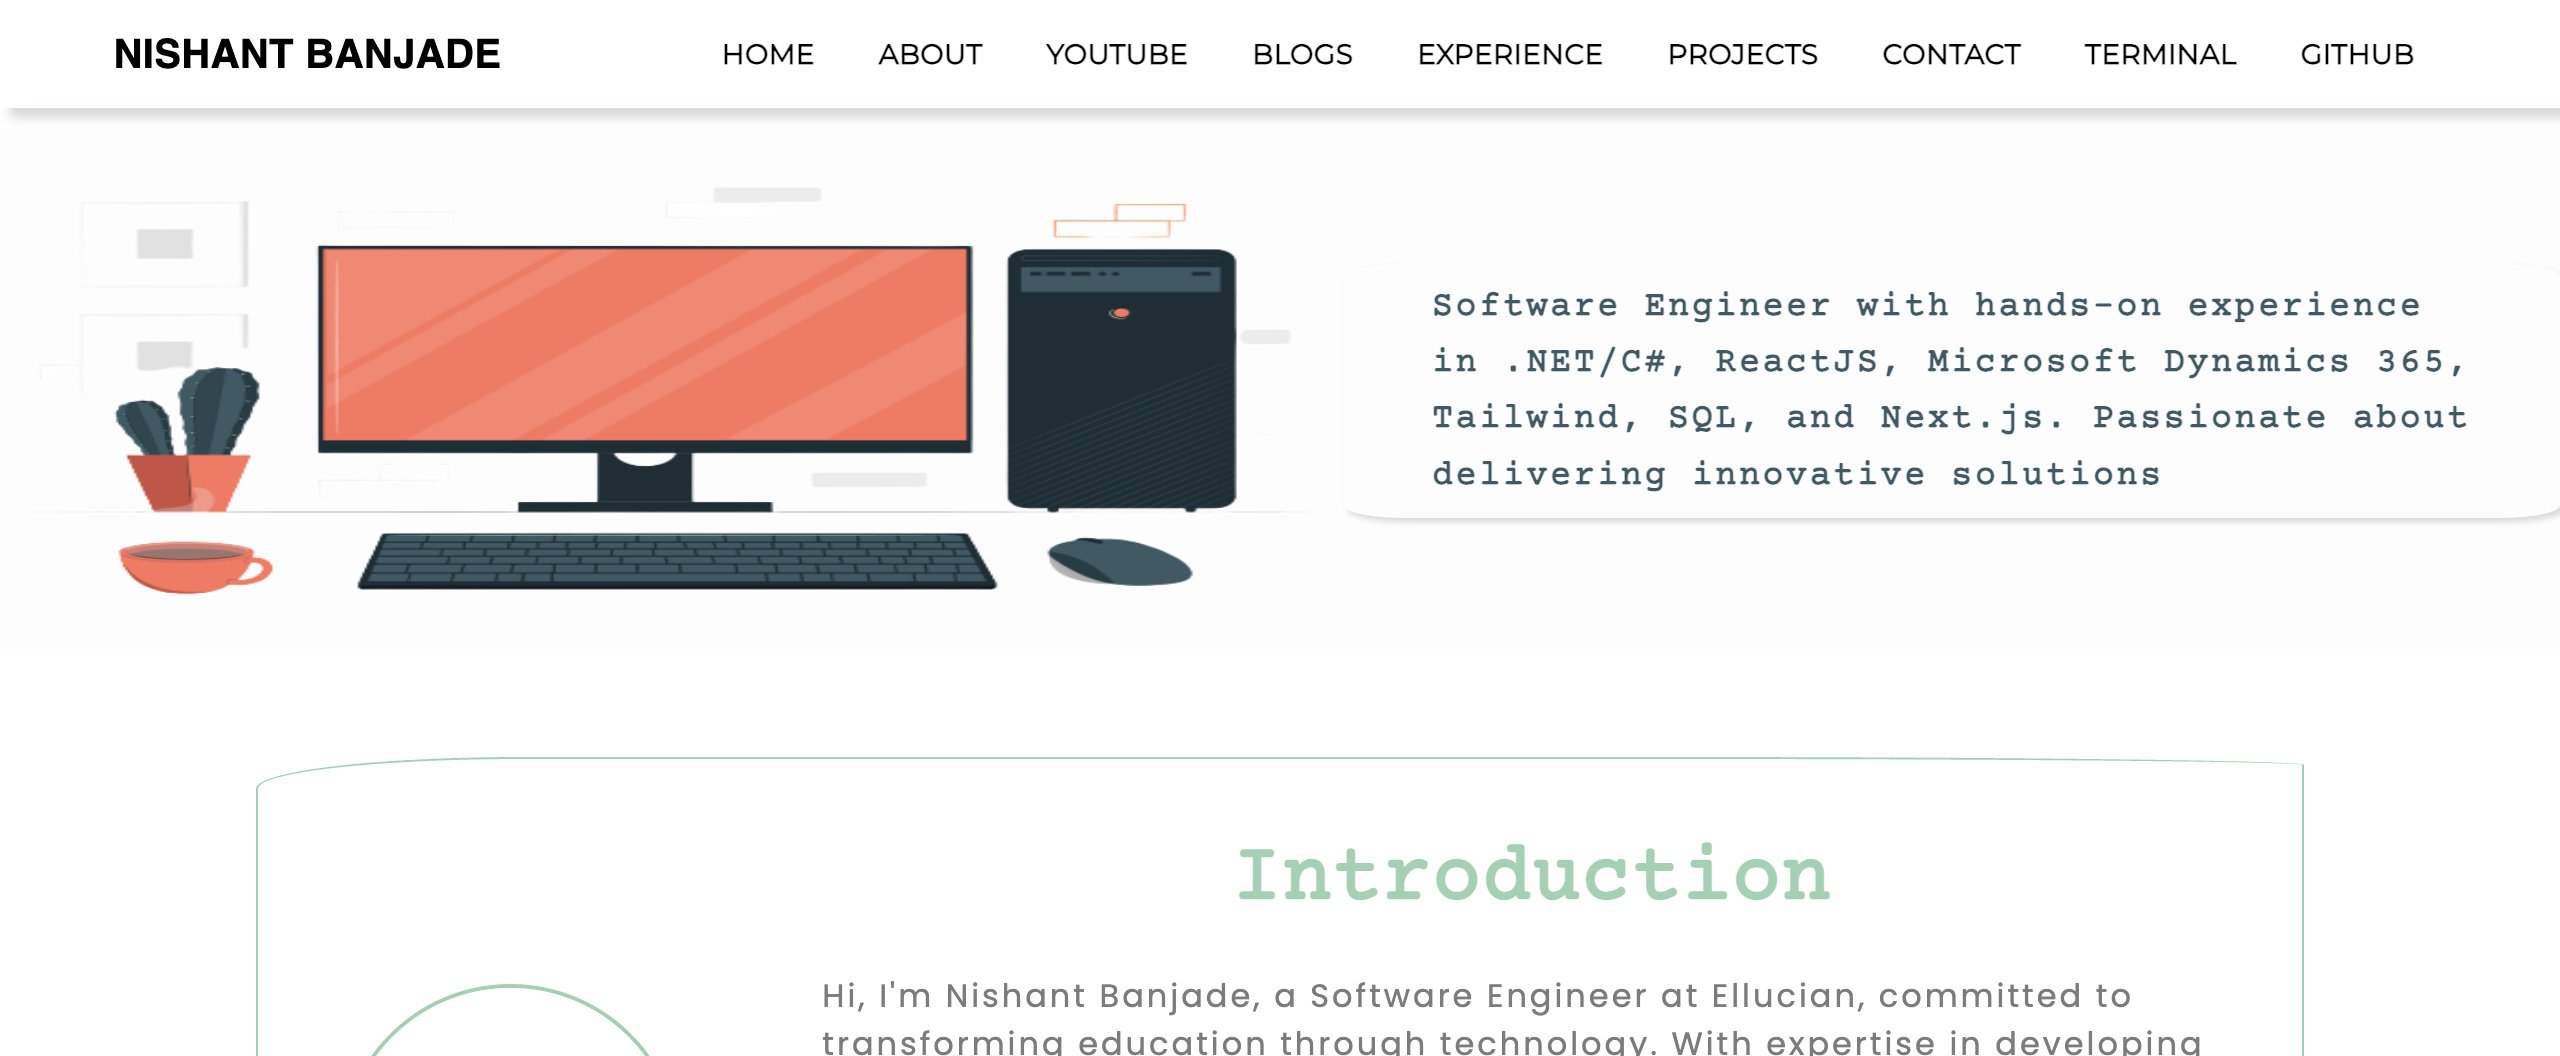 NISHANT BANJADE
HOME ABOUT YOUTUBE BLOGS EXPERIENCE PROJECTS CONTACT TERMINAL GITHUB
Software Engineer with hands-on experience
in .NET/C#, ReactJS, Microsoft Dynamics 365,
Tailwind, SQL, and Next.js. Passionate about
delivering innovative solutions
Introduction
Hi, I'm Nishant Banjade, a Software Engineer at Ellucian, committed to
transforming education through technology. With expertise in developing